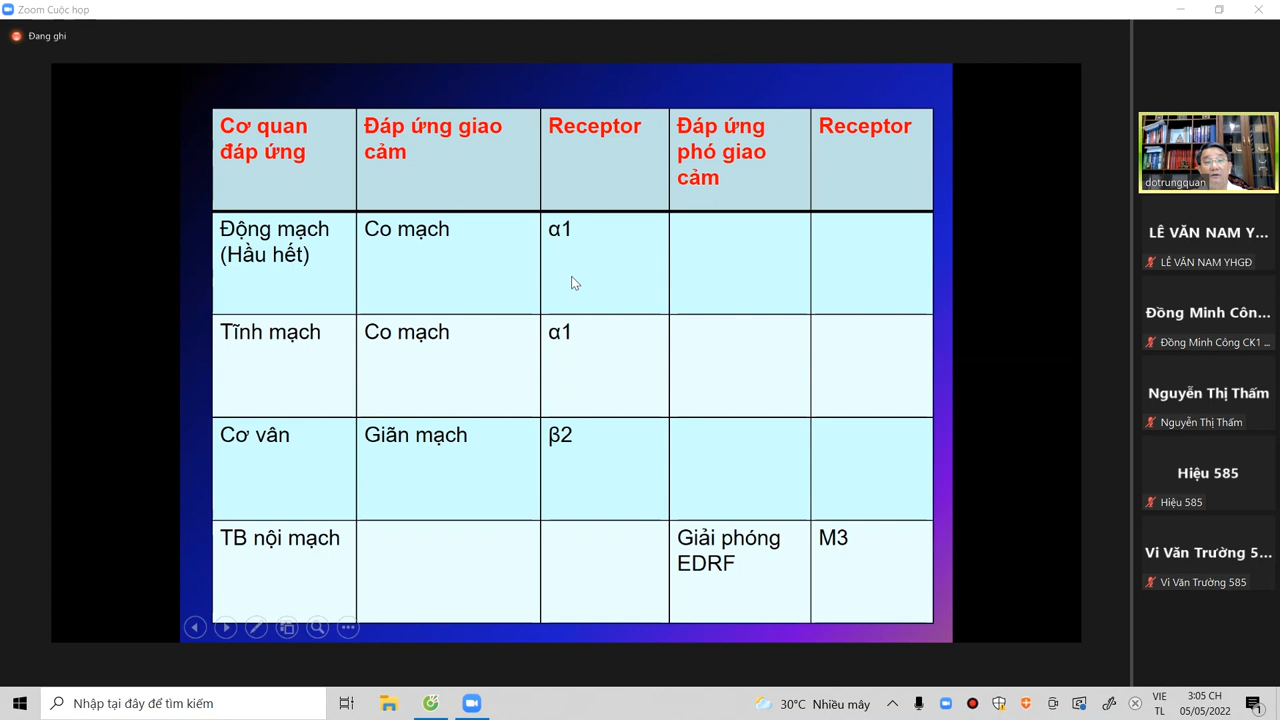 Zoom Cuộc họp
Đang ghi
Cơ quan
đáp ứng
Đáp ứng giao
cảm
Receptor
Đáp ứng
phó giao
cảm
Receptor
Động mạch
(Hầu hết)
Co mạch
α1
Tĩnh mạch
Co mạch
α1
Cơ vân
Giãn mạch
β2
TB nội mạch
Giải phóng
EDRF
M3
dotrungquan
LÊ VĂN NAM Y...
LÊ VĂN NAM YHGĐ
Đồng Minh Côn...
Đồng Minh Công CK1 ...
Nguyễn Thị Thấm
Nguyễn Thị Thấm
Hiệu 585
Hiệu 585
Vi Văn Trường 5...
Vi Văn Trường 585
Nhập tại đây để tìm kiếm
30°C Nhiều mây
VIE
TL
3:05 CH
05/05/2022
1